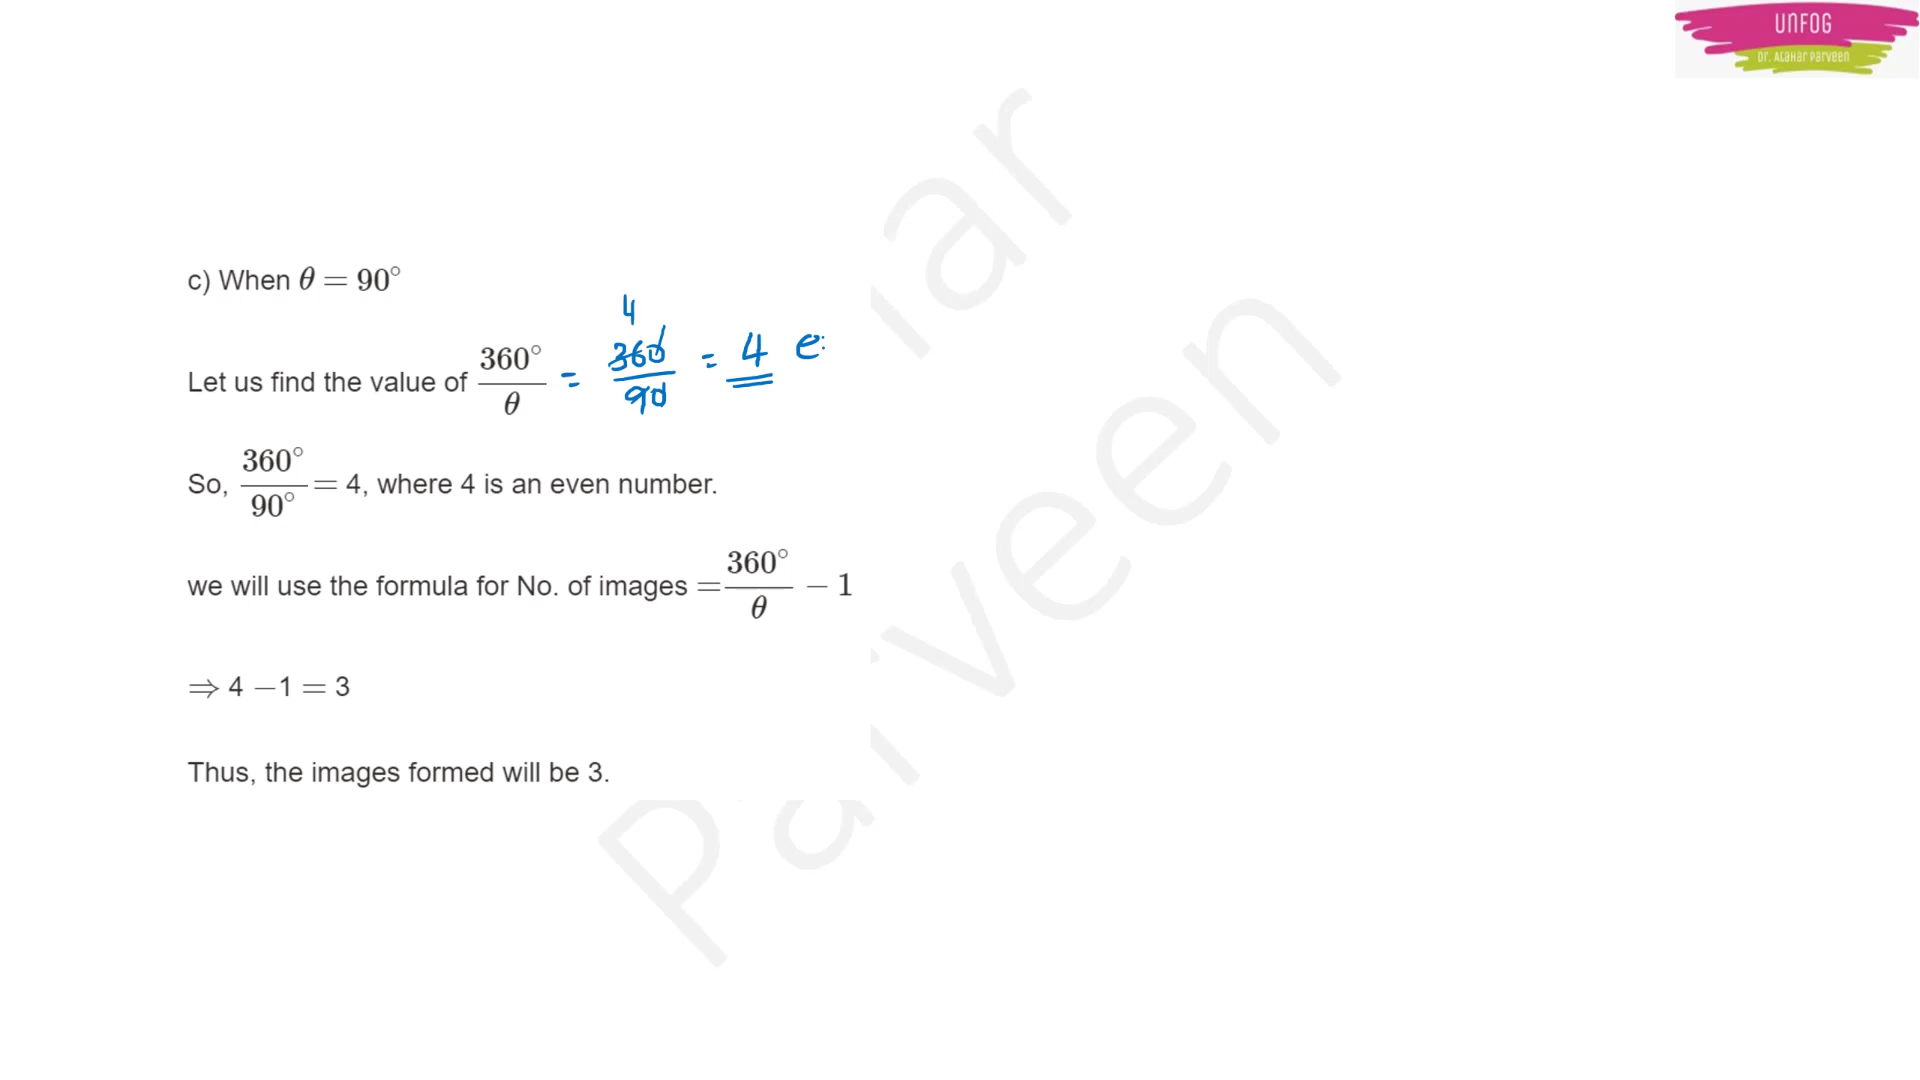 UNFOG
Dr. Atahar Parveen
c) When θ = 90°
4
Let us find the value of 360°/θ = 360/90 = 4 e
So, 360°/90° = 4, where 4 is an even number.
we will use the formula for No. of images = 360°/θ − 1
⇒ 4 − 1 = 3
Thus, the images formed will be 3.
Parveen